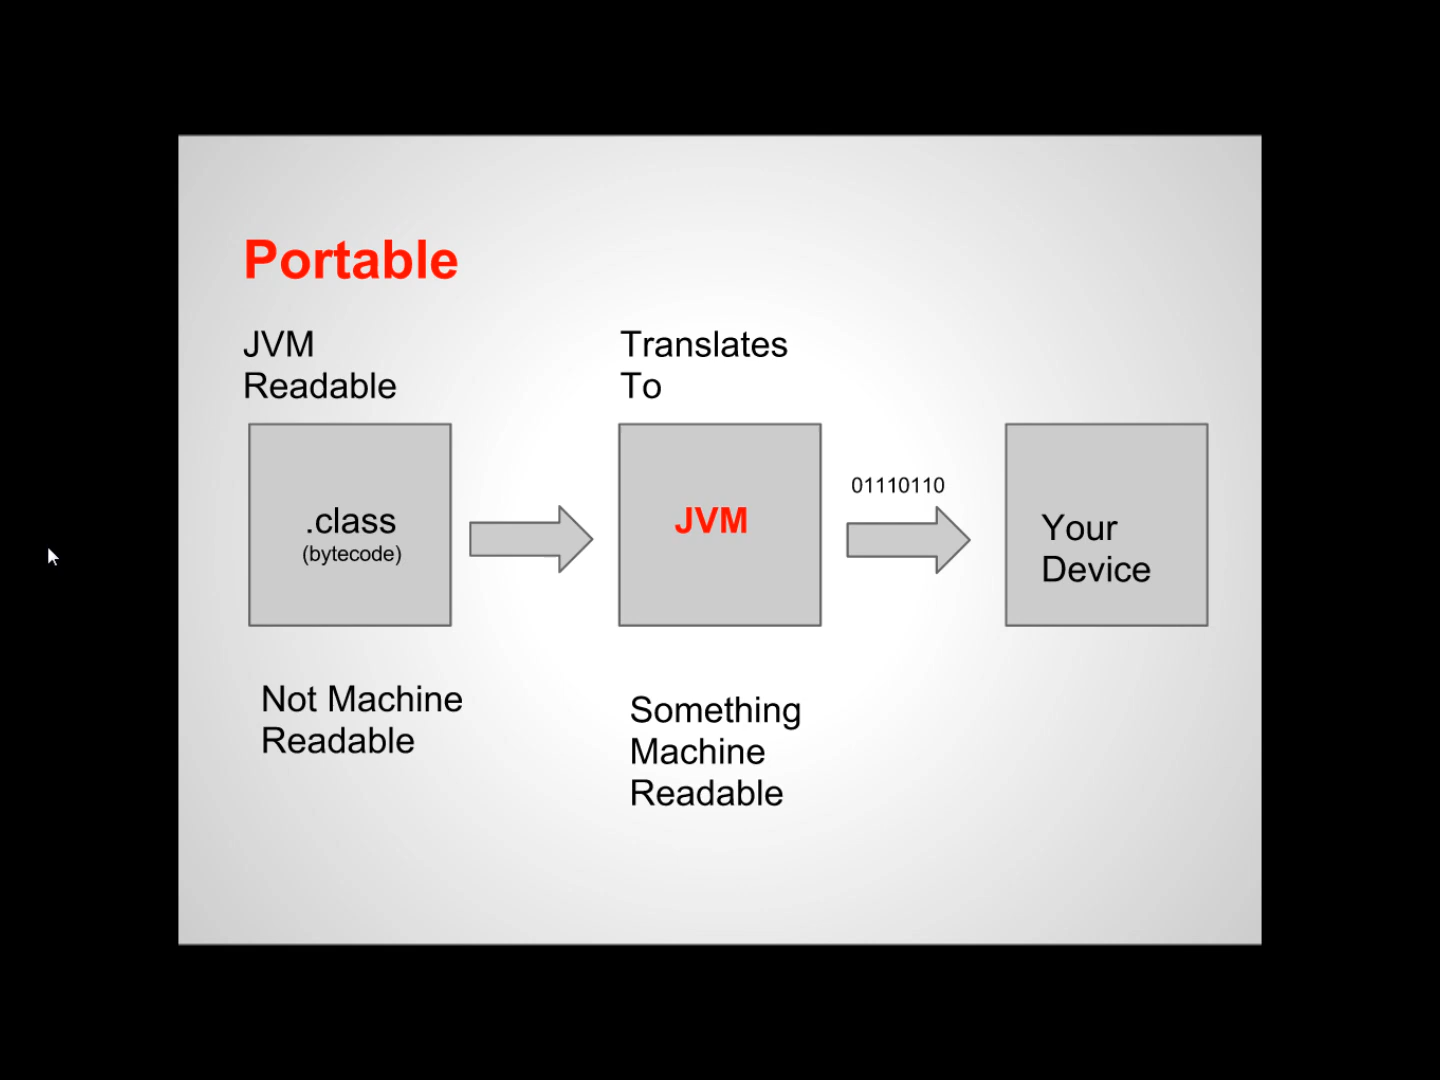 Portable
JVM
Readable
Translates
To
.class
(bytecode)
JVM
01110110
Your
Device
Not Machine
Readable
Something
Machine
Readable